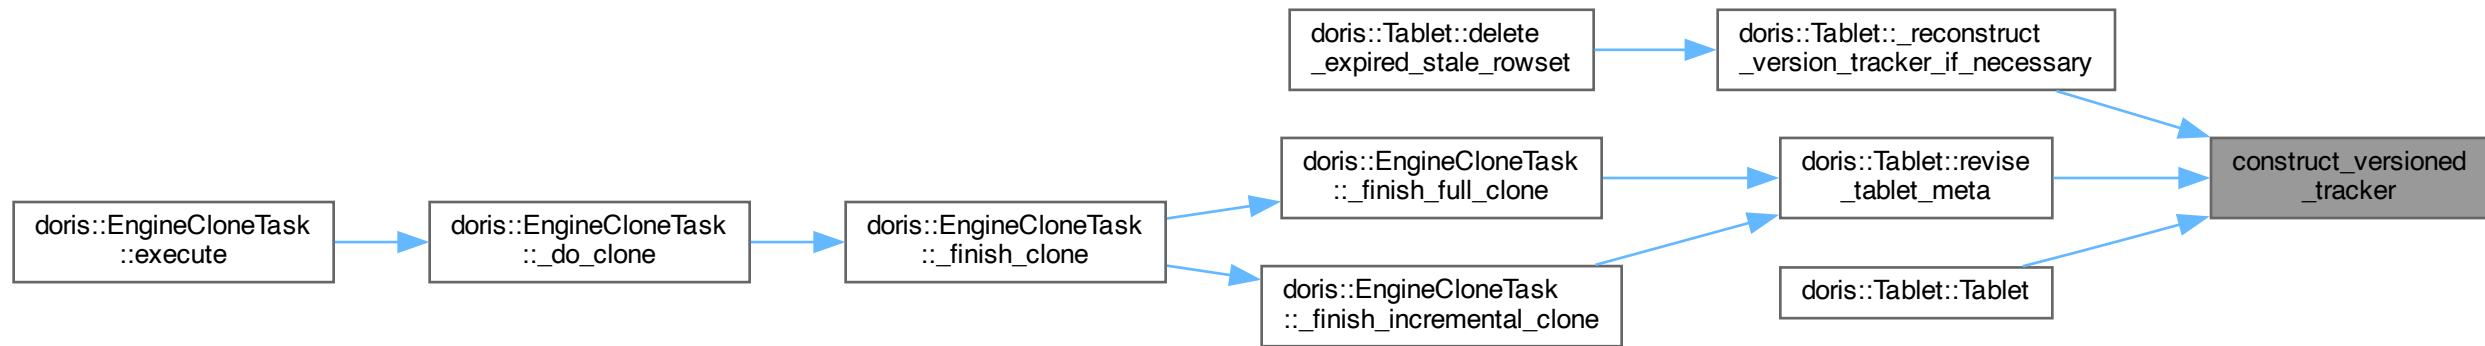 doris::Tablet::delete
_expired_stale_rowset
doris::Tablet::_reconstruct
_version_tracker_if_necessary
doris::EngineCloneTask
::_finish_full_clone
doris::Tablet::revise
_tablet_meta
construct_versioned
_tracker
doris::EngineCloneTask
::execute
doris::EngineCloneTask
::_do_clone
doris::EngineCloneTask
::_finish_clone
doris::EngineCloneTask
::_finish_incremental_clone
doris::Tablet::Tablet